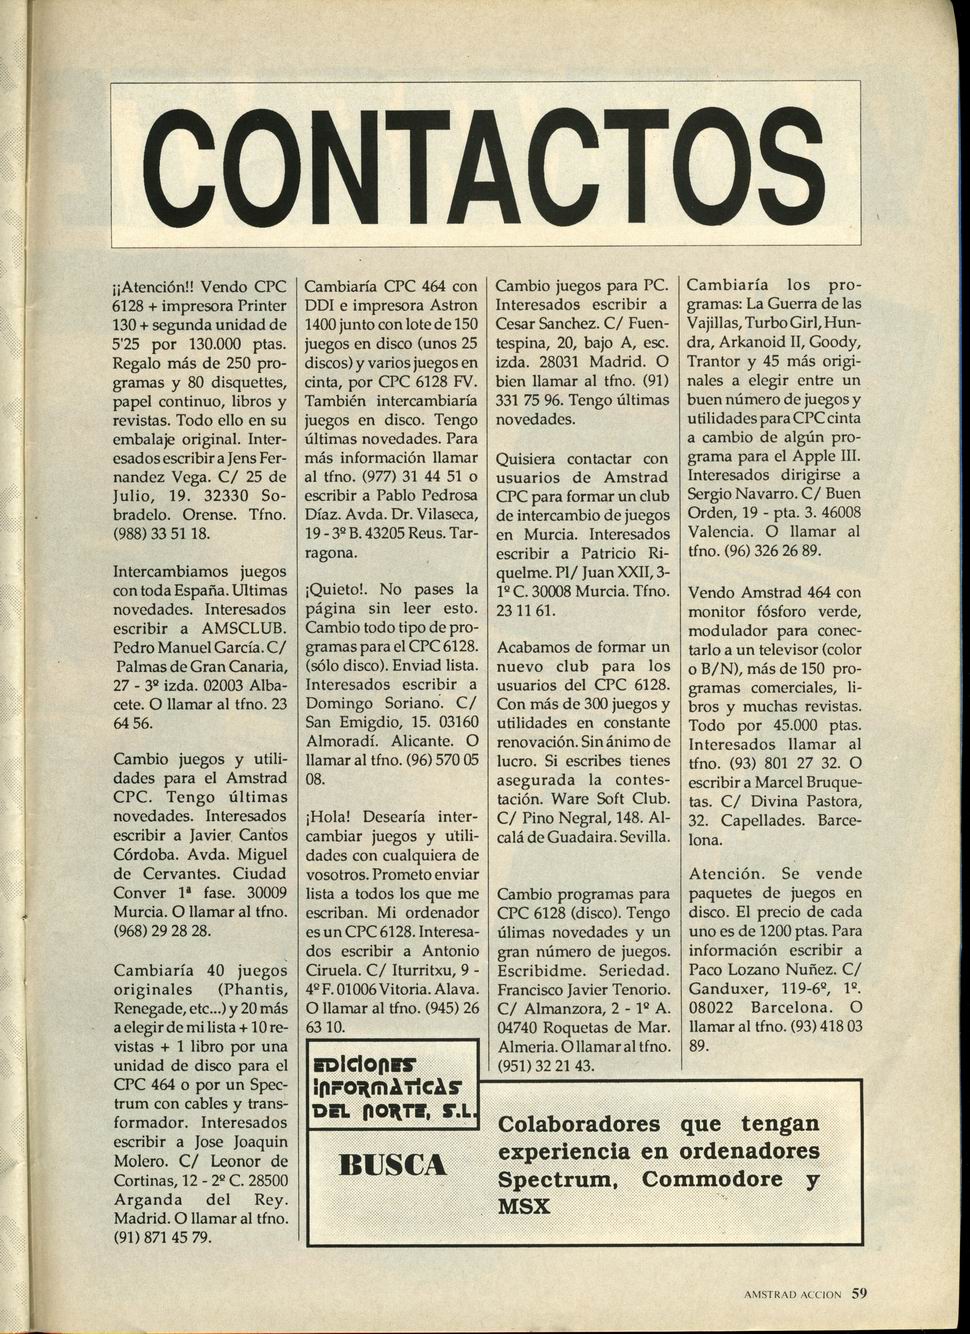 CONTACTOS
¡¡Atención!! Vendo CPC
6128 + impresora Printer
130 + segunda unidad de
5'25 por 130.000 ptas.
Regalo más de 250 pro-
gramas y 80 disquettes,
papel continuo, libros y
revistas. Todo ello en su
embalaje original. Inter-
esados escribir a Jens Fer-
nandez Vega. C/ 25 de
Julio, 19. 32330 So-
bradelo. Orense. Tfno.
(988) 33 51 18.
Intercambiamos juegos
con toda España. Ultimas
novedades. Interesados
escribir a AMSCLUB.
Pedro Manuel García. C/
Palmas de Gran Canaria,
27 - 3º izda. 02003 Alba-
cete. O llamar al tfno. 23
64 56.
Cambio juegos y utili-
dades para el Amstrad
CPC. Tengo últimas
novedades. Interesados
escribir a Javier Cantos
Córdoba. Avda. Miguel
de Cervantes. Ciudad
Conver 1ª fase. 30009
Murcia. O llamar al tfno.
(968) 29 28 28.
Cambiaría 40 juegos
originales (Phantis,
Renegade, etc...) y 20 más
a elegir de mi lista + 10 re-
vistas + 1 libro por una
unidad de disco para el
CPC 464 o por un Spec-
trum con cables y trans-
formador. Interesados
escribir a Jose Joaquin
Molero. C/ Leonor de
Cortinas, 12 - 2º C. 28500
Arganda del Rey.
Madrid. O llamar al tfno.
(91) 871 45 79.
Cambiaría CPC 464 con
DDI e impresora Astron
1400 junto con lote de 150
juegos en disco (unos 25
discos) y varios juegos en
cinta, por CPC 6128 FV.
También intercambiaría
juegos en disco. Tengo
últimas novedades. Para
más información llamar
al tfno. (977) 31 44 51 o
escribir a Pablo Pedrosa
Díaz. Avda. Dr. Vilaseca,
19 - 3º B. 43205 Reus. Tar-
ragona.
¡Quieto!. No pases la
página sin leer esto.
Cambio todo tipo de pro-
gramas para el CPC 6128.
(sólo disco). Enviad lista.
Interesados escribir a
Domingo Soriano. C/
San Emigdio, 15. 03160
Almoradí. Alicante. O
llamar al tfno. (96) 570 05
08.
¡Hola! Desearía inter-
cambiar juegos y utili-
dades con cualquiera de
vosotros. Prometo enviar
lista a todos los que me
escriban. Mi ordenador
es un CPC 6128. Interesa-
dos escribir a Antonio
Ciruela. C/ Iturritxu, 9 -
4º F. 01006 Vitoria. Alava.
O llamar al tfno. (945) 26
63 10.
Cambio juegos para PC.
Interesados escribir a
Cesar Sanchez. C/ Fuen-
tespina, 20, bajo A, esc.
izda. 28031 Madrid. O
bien llamar al tfno. (91)
331 75 96. Tengo últimas
novedades.
Quisiera contactar con
usuarios de Amstrad
CPC para formar un club
de intercambio de juegos
en Murcia. Interesados
escribir a Patricio Ri-
quelme. Pl/ Juan XXII, 3-
1º C. 30008 Murcia. Tfno.
23 11 61.
Acabamos de formar un
nuevo club para los
usuarios del CPC 6128.
Con más de 300 juegos y
utilidades en constante
renovación. Sin ánimo de
lucro. Si escribes tienes
asegurada la contes-
tación. Ware Soft Club.
C/ Pino Negral, 148. Al-
calá de Guadaira. Sevilla.
Cambio programas para
CPC 6128 (disco). Tengo
úlimas novedades y un
gran número de juegos.
Escribidme. Seriedad.
Francisco Javier Tenorio.
C/ Almanzora, 2 - 1º A.
04740 Roquetas de Mar.
Almeria. O llamar al tfno.
(951) 32 21 43.
Cambiaría los pro-
gramas: La Guerra de las
Vajillas, Turbo Girl, Hun-
dra, Arkanoid II, Goody,
Trantor y 45 más origi-
nales a elegir entre un
buen número de juegos y
utilidades para CPC cinta
a cambio de algún pro-
grama para el Apple III.
Interesados dirigirse a
Sergio Navarro. C/ Buen
Orden, 19 - pta. 3. 46008
Valencia. O llamar al
tfno. (96) 326 26 89.
Vendo Amstrad 464 con
monitor fósforo verde,
modulador para conec-
tarlo a un televisor (color
o B/N), más de 150 pro-
gramas comerciales, li-
bros y muchas revistas.
Todo por 45.000 ptas.
Interesados llamar al
tfno. (93) 801 27 32. O
escribir a Marcel Bruque-
tas. C/ Divina Pastora,
32. Capellades. Barce-
lona.
Atención. Se vende
paquetes de juegos en
disco. El precio de cada
uno es de 1200 ptas. Para
información escribir a
Paco Lozano Nuñez. C/
Ganduxer, 119-6º, 1º.
08022 Barcelona. O
llamar al tfno. (93) 418 03
89.
EDICIONES
INFORMATICAS
DEL NORTE, S.L.
BUSCA
Colaboradores que tengan
experiencia en ordenadores
Spectrum, Commodore y
MSX
AMSTRAD ACCION 59